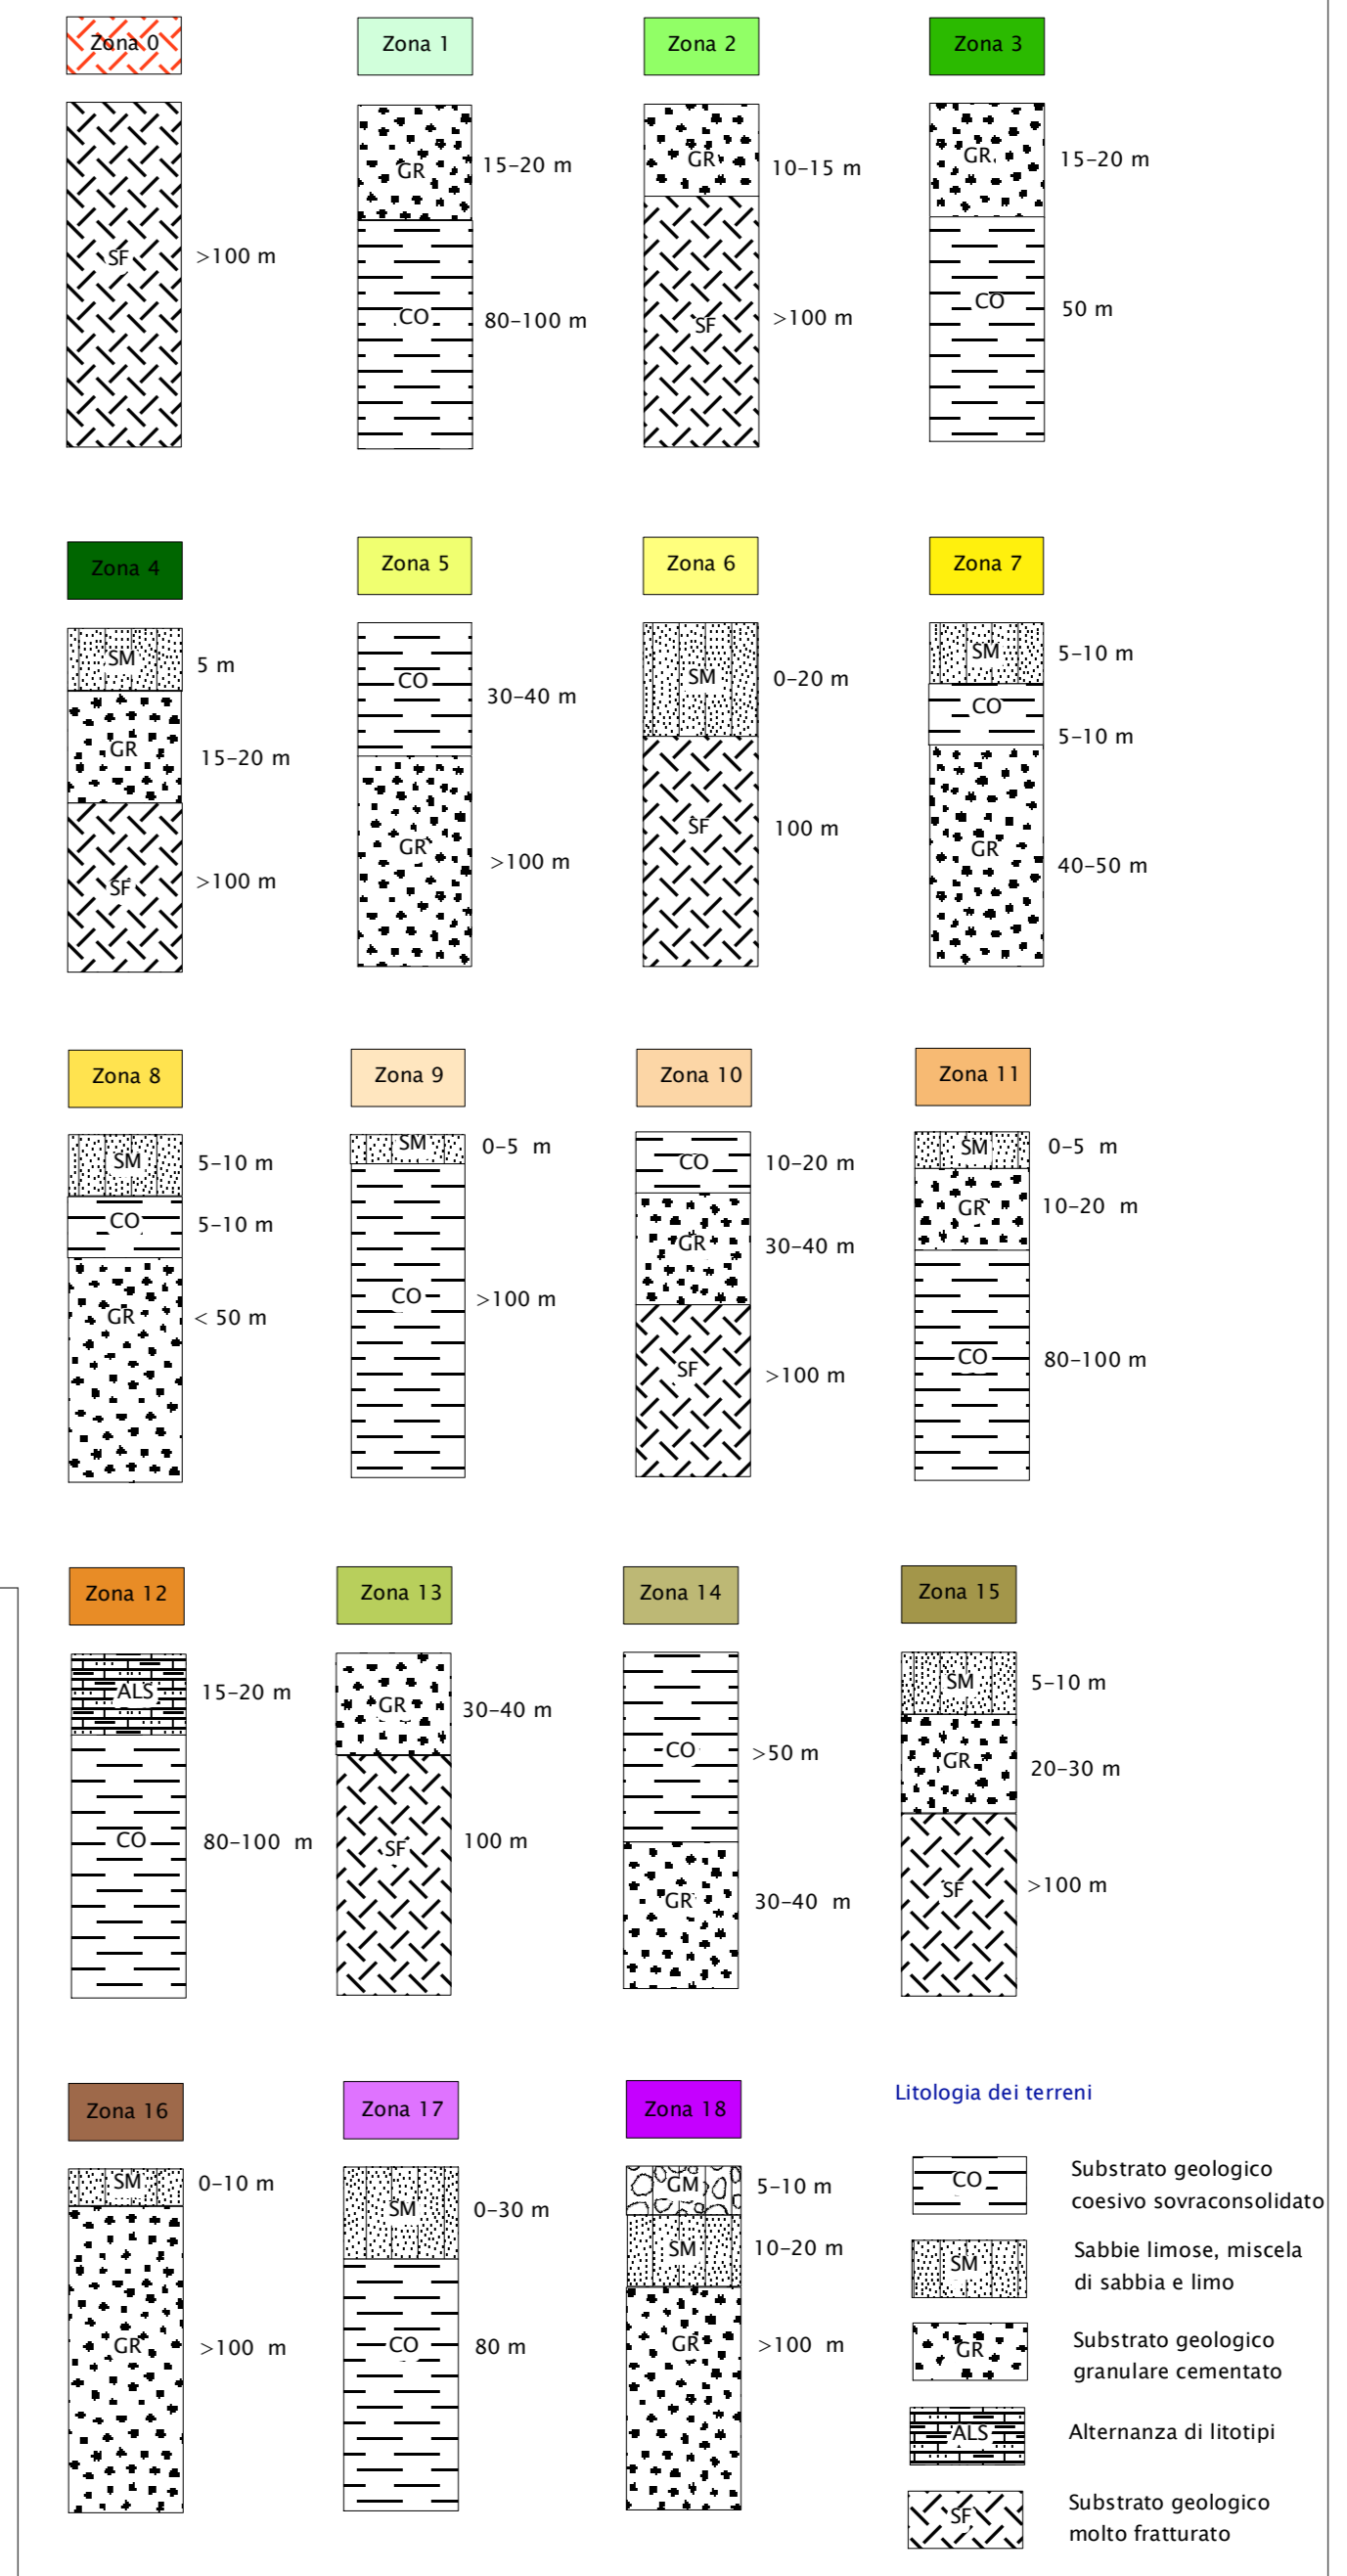 Zona 0
Zona 1
Zona 2
Zona 3
SF
>100 m
GR
15-20 m
CO
80-100 m
GR
10-15 m
SF
>100 m
GR
15-20 m
CO
50 m
Zona 4
Zona 5
Zona 6
Zona 7
SM
5 m
GR
15-20 m
SF
>100 m
CO
30-40 m
GR
>100 m
SM
0-20 m
SF
100 m
SM
5-10 m
CO
5-10 m
GR
40-50 m
Zona 8
Zona 9
Zona 10
Zona 11
SM
5-10 m
CO
5-10 m
GR
< 50 m
SM
0-5 m
CO
>100 m
CO
10-20 m
GR
30-40 m
SF
>100 m
SM
0-5 m
GR
10-20 m
CO
80-100 m
Zona 12
Zona 13
Zona 14
Zona 15
ALS
15-20 m
CO
80-100 m
GR
30-40 m
SF
100 m
CO
>50 m
GR
30-40 m
SM
5-10 m
GR
20-30 m
SF
>100 m
Zona 16
Zona 17
Zona 18
SM
0-10 m
GR
>100 m
SM
0-30 m
CO
80 m
GM
5-10 m
SM
10-20 m
GR
>100 m
Litologia dei terreni
CO
Substrato geologico
coesivo sovraconsolidato
SM
Sabbie limose, miscela
di sabbia e limo
GR
Substrato geologico
granulare cementato
ALS
Alternanza di litotipi
SF
Substrato geologico
molto fratturato